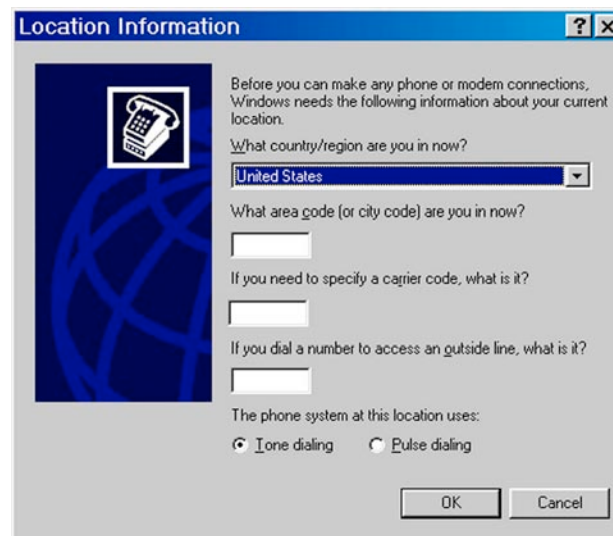 Location Information
Before you can make any phone or modem connections,
Windows needs the following information about your current
location.
What country/region are you in now?
United States
What area code (or city code) are you in now?
If you need to specify a carrier code, what is it?
If you dial a number to access an outside line, what is it?
The phone system at this location uses:
Tone dialing Pulse dialing
OK Cancel